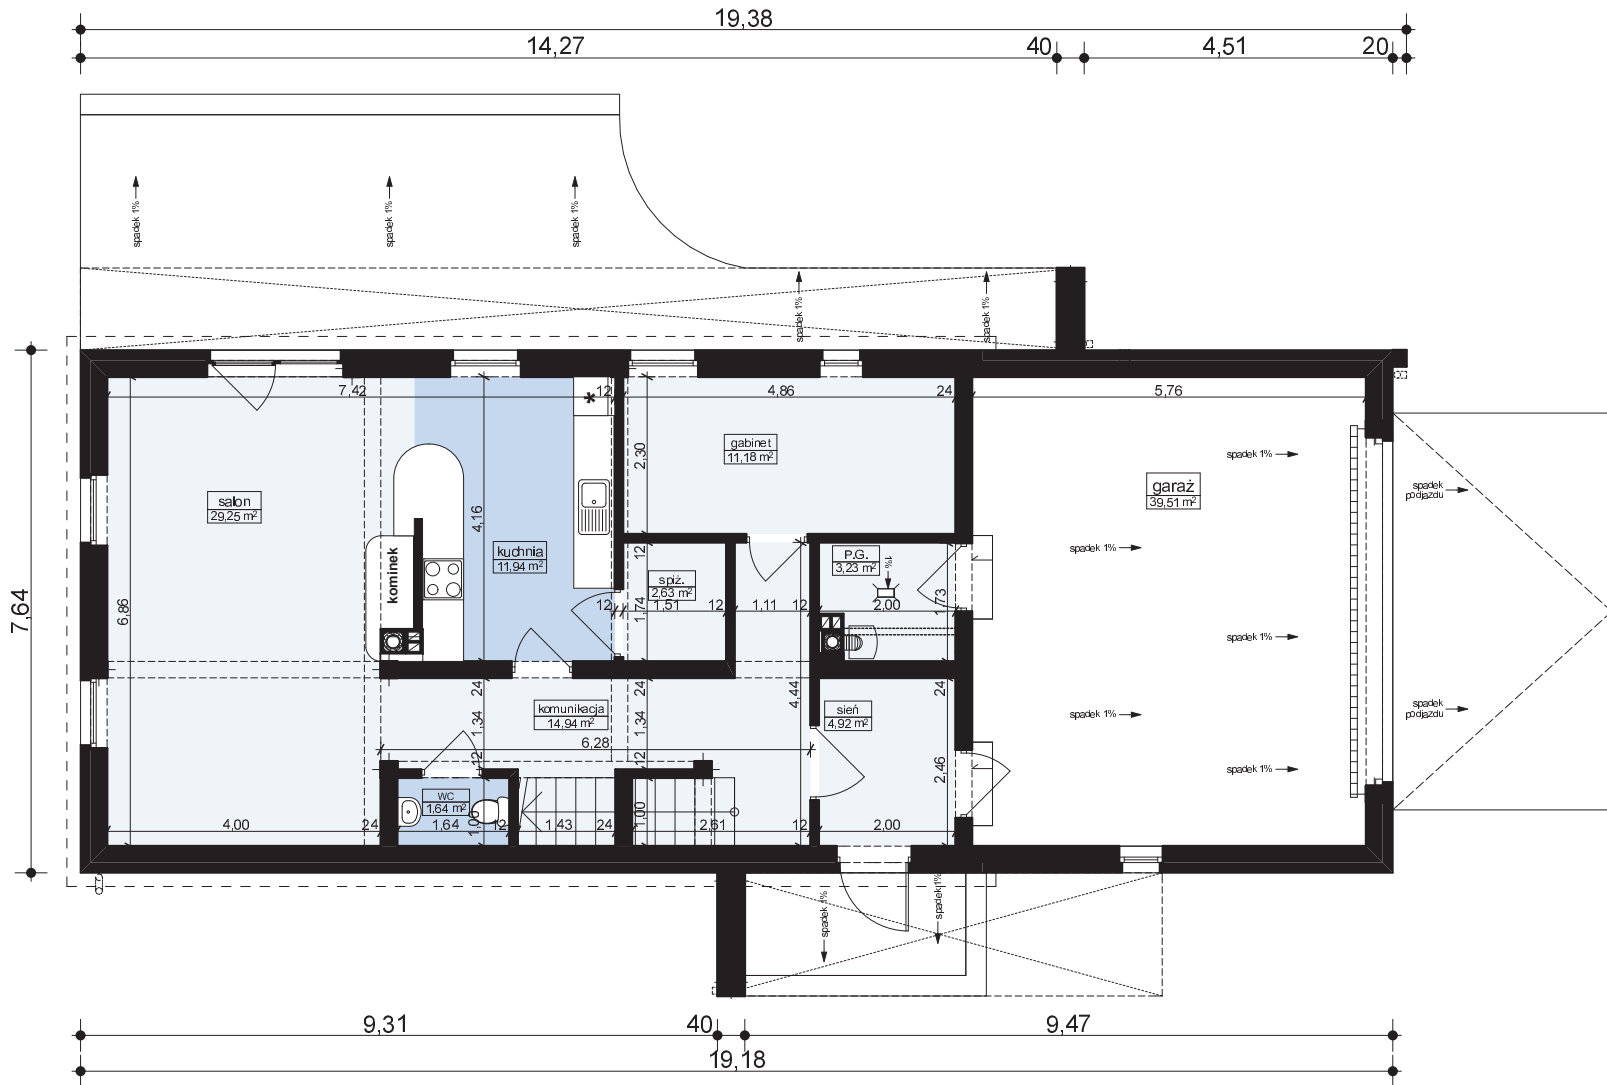 19,38
14,27
40
4,51
20
spadek 1%
spadek 1%
spadek 1%
spadek 1%
spadek 1%
7,42
12
4,86
24
5,76
*
gabinet
11,18 m²
2,30
spadek 1%
garaż
39,51 m²
spadek
podjazdu
salon
29,25 m²
4,16
kuchnia
11,94 m²
kominek
12
spiż.
2,63 m²
P.G.
3,23 m²
1%
spadek 1%
7,64
6,86
12
1,74
1,51
12
1,11
12
2,00
1,73
spadek 1%
24
24
4,44
24
komunikacja
14,94 m²
sień
4,92 m²
1,34
1,34
spadek 1%
spadek
podjazdu
6,28
12
12
2,46
spadek 1%
WC
1,64 m²
1,00
1,00
4,00
24
1,64
12
1,43
24
2,61
12
2,00
spadek 1%
spadek 1%
9,31
40
9,47
19,18